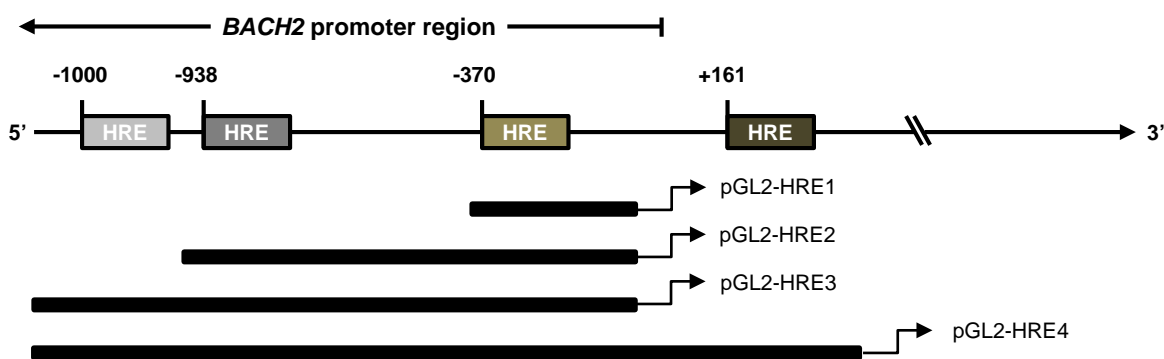 BACH2 promoter region
-1000 -938 -370 +161
5’ HRE HRE HRE HRE 3’
pGL2-HRE1
pGL2-HRE2
pGL2-HRE3
pGL2-HRE4